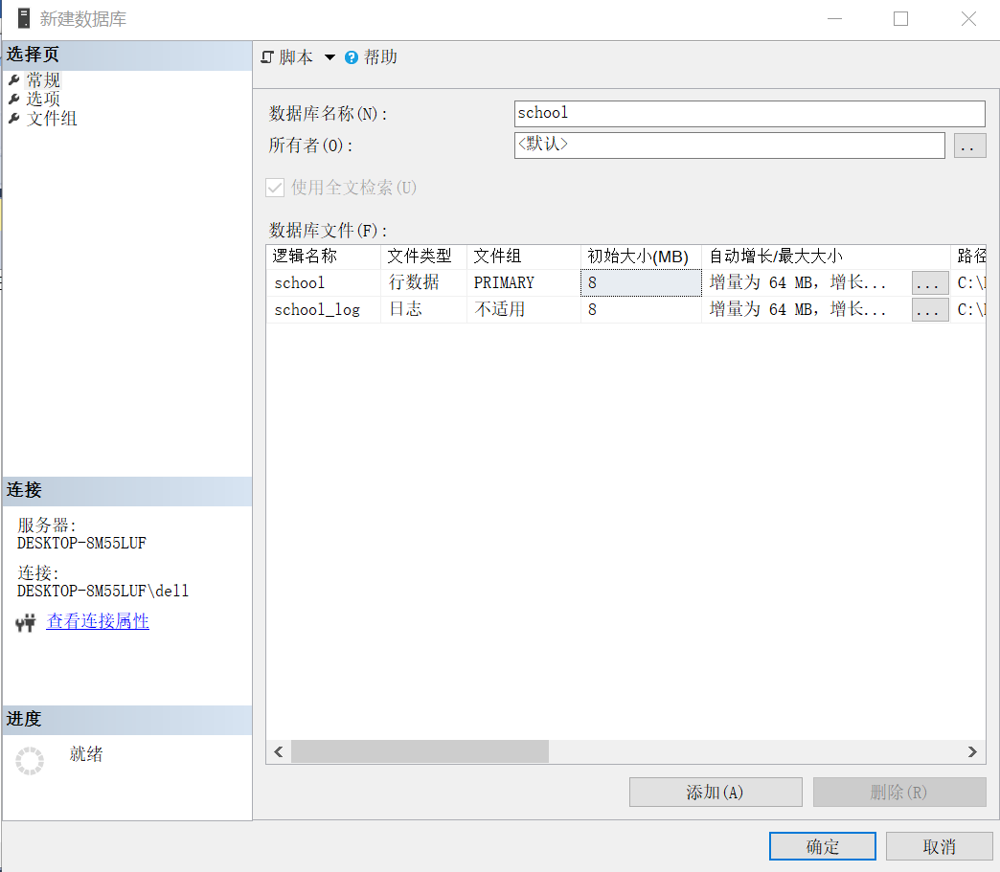 新建数据库
选择页
常规
选项
文件组
脚本 帮助
数据库名称(N): school
所有者(O): <默认> ..
使用全文检索(U)
数据库文件(F):
逻辑名称 文件类型 文件组 初始大小(MB) 自动增长/最大大小 路径
school 行数据 PRIMARY 8 增量为 64 MB，增长... ... C:\
school_log 日志 不适用 8 增量为 64 MB，增长... ... C:\
连接
服务器:
DESKTOP-8M55LUF
连接:
DESKTOP-8M55LUF\dell
查看连接属性
进度
就绪
添加(A) 删除(R)
确定 取消